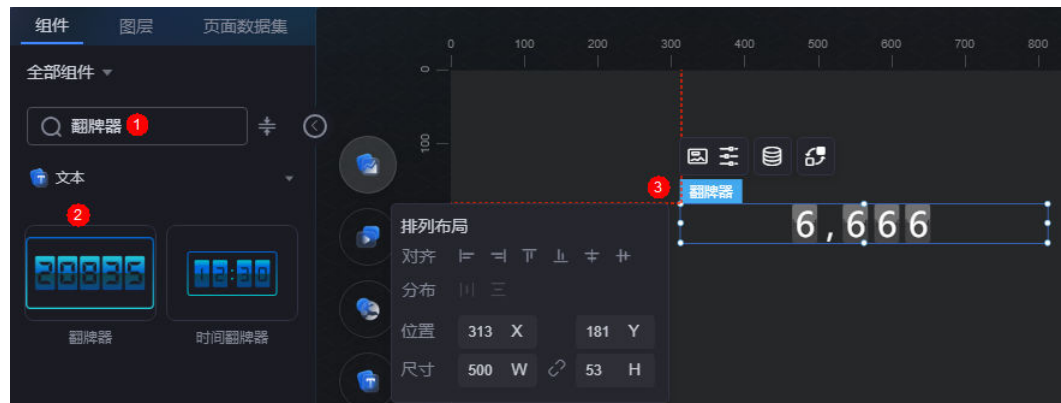 组件 图层 页面数据集
全部组件
翻牌器 1
文本
2
20835
12:30
翻牌器 时间翻牌器
0 100 200 300 400 500 600 700 800
0
100
3
翻牌器
6,666
排列布局
对齐
分布
位置 313 X 181 Y
尺寸 500 W 53 H